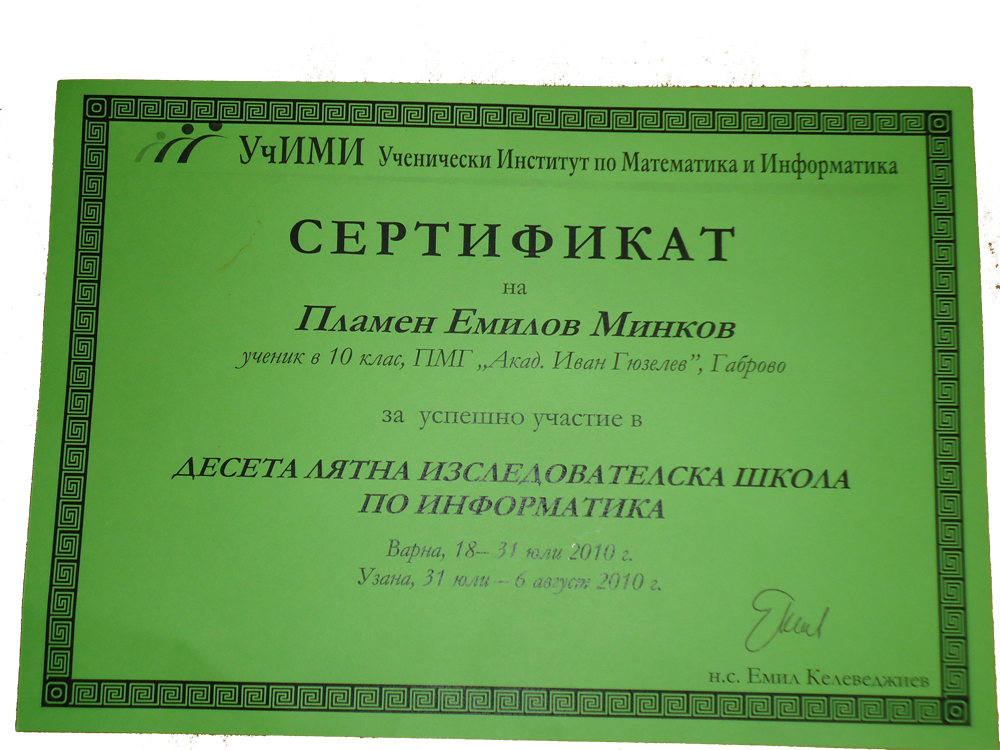 УчИМИ Ученически Институт по Математика и Информатика
СЕРТИФИКАТ
на
Пламен Емилов Минков
ученик в 10 клас, ПМГ „Акад. Иван Гюзелев”, Габрово
за успешно участие в
ДЕСЕТА ЛЯТНА ИЗСЛЕДОВАТЕЛСКА ШКОЛА
ПО ИНФОРМАТИКА
Варна, 18– 31 юли 2010 г.
Узана, 31 юли – 6 август 2010 г.
н.с. Емил Келеведжиев